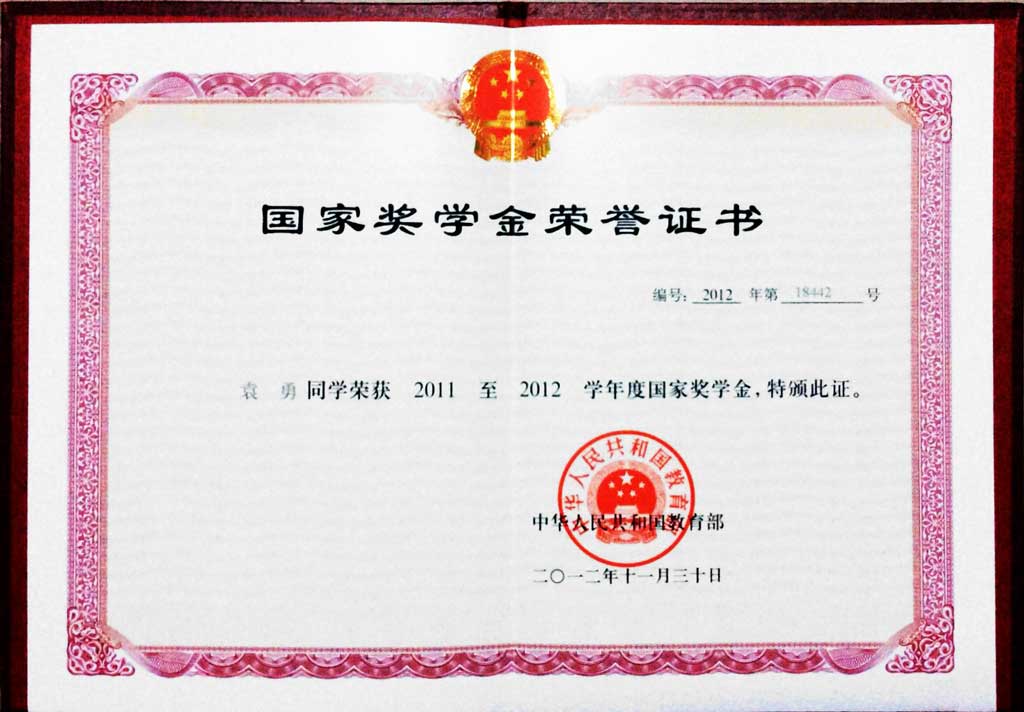 国家奖学金荣誉证书
编号: 2012 年第 18442 号
袁 勇 同学荣获 2011 至 2012 学年度国家奖学金,特颁此证。
中华人民共和国教育部
中华人民共和国教育部
二〇一二年十一月三十日